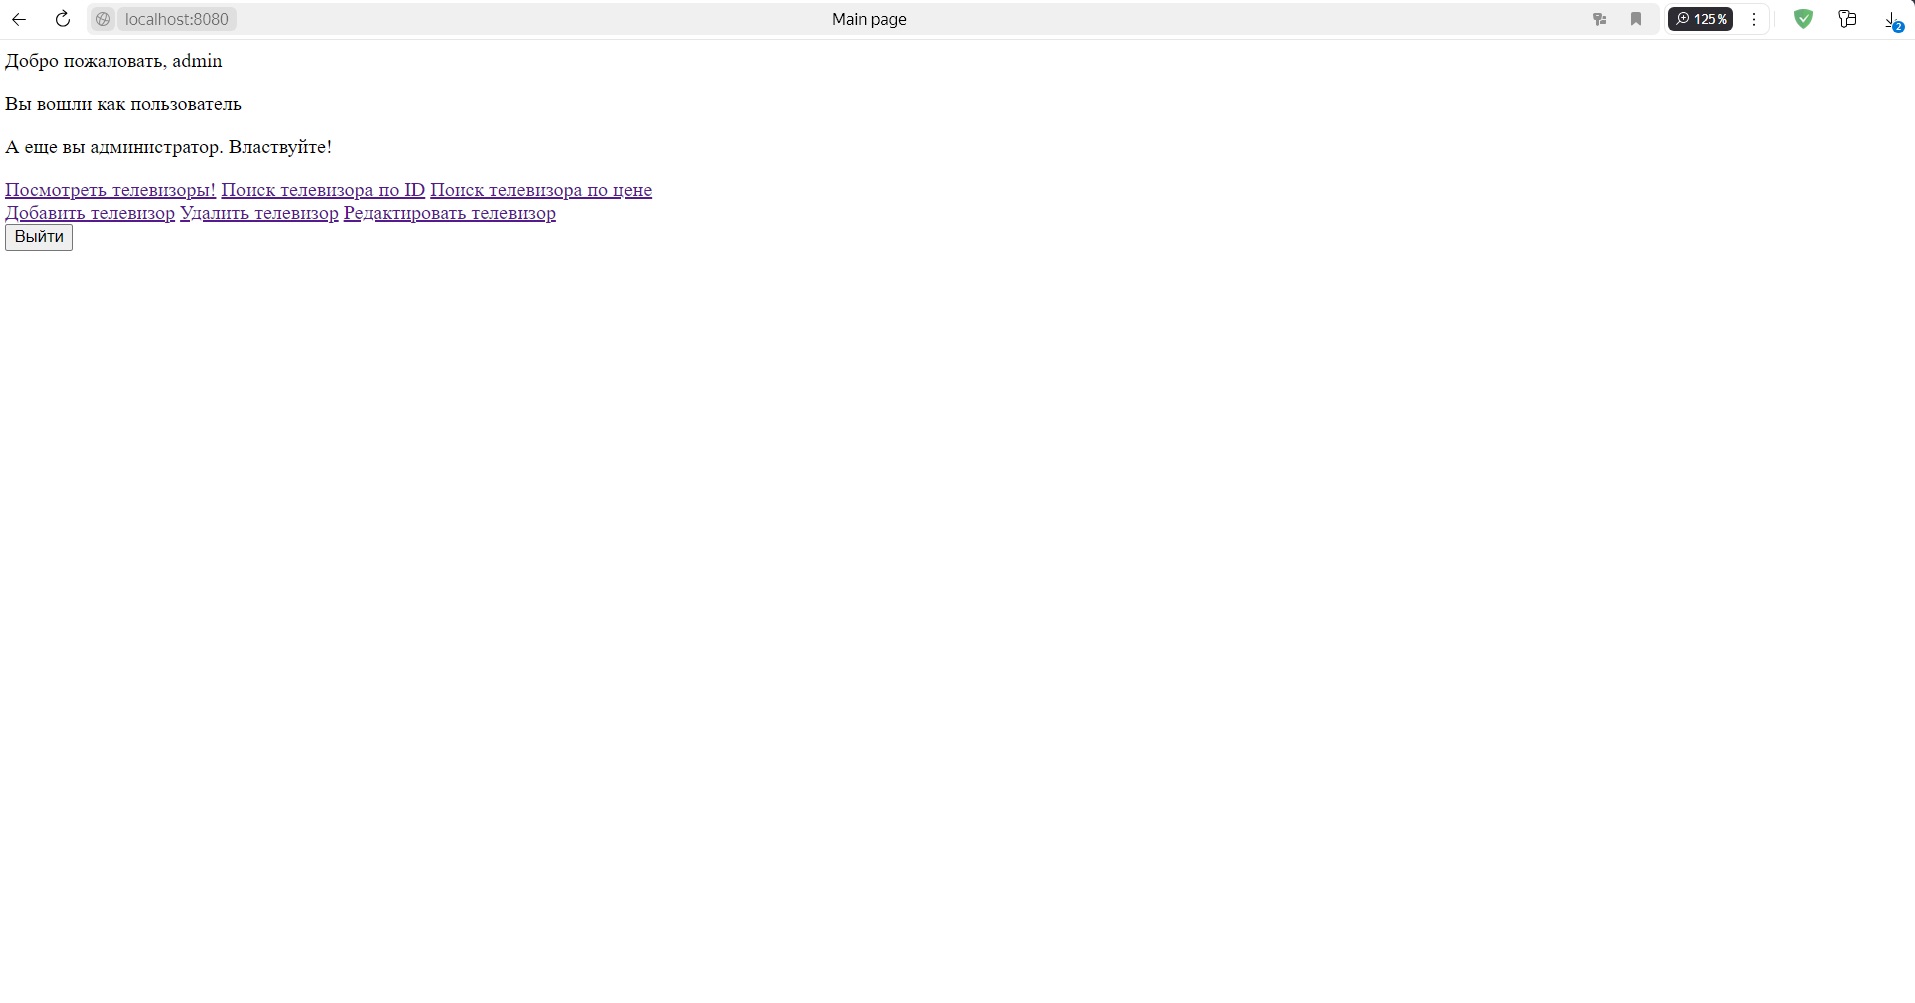 localhost:8080 Main page 125%
2
Добро пожаловать, admin
Вы вошли как пользователь
А еще вы администратор. Властвуйте!
Посмотреть телевизоры! Поиск телевизора по ID Поиск телевизора по цене
Добавить телевизор Удалить телевизор Редактировать телевизор
Выйти